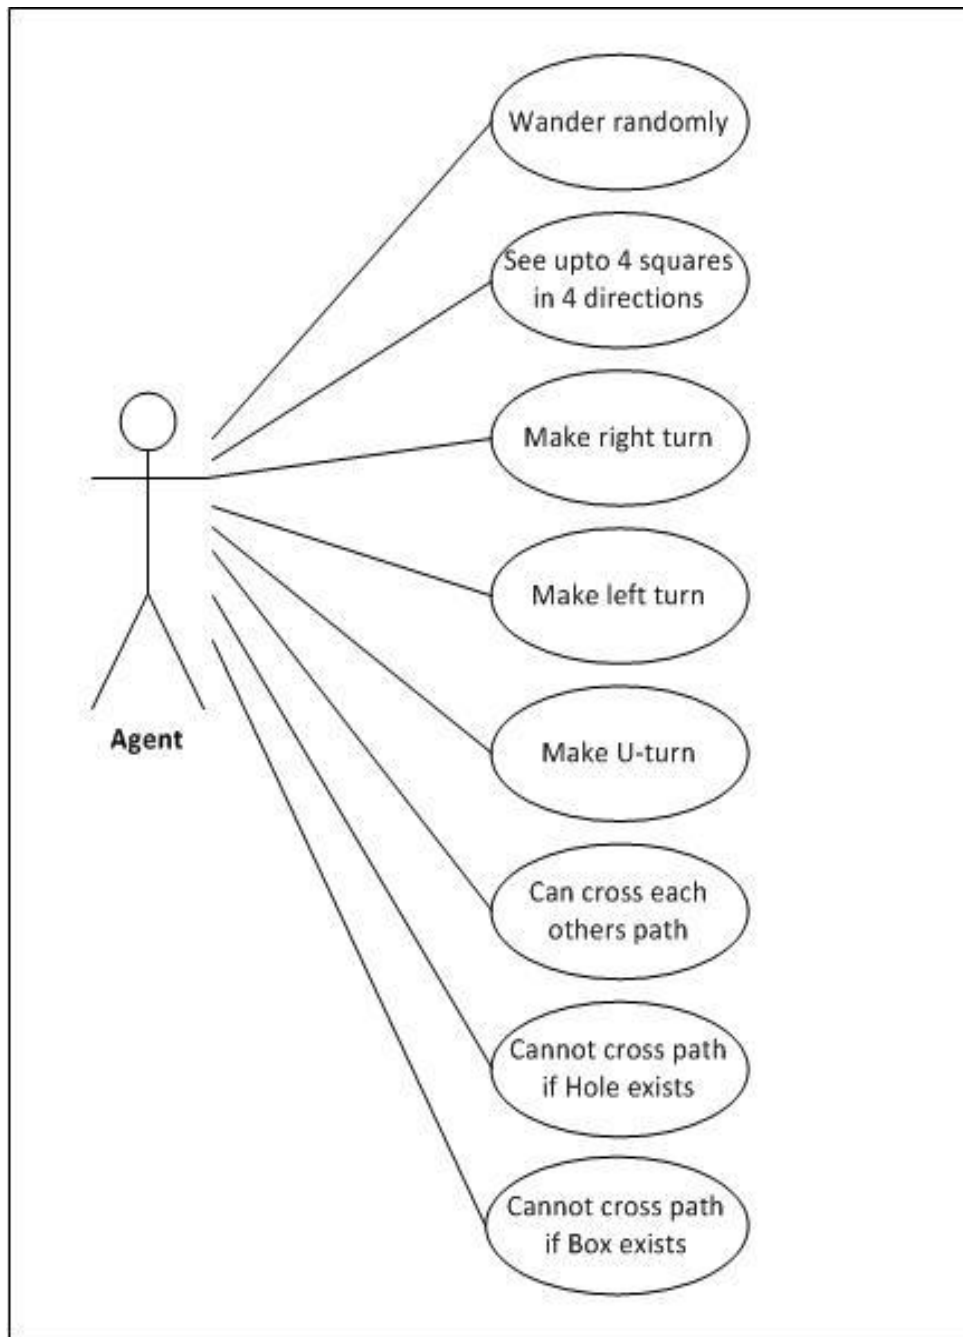 Wander randomly
See upto 4 squares
in 4 directions
Make right turn
Make left turn
Agent
Make U-turn
Can cross each
others path
Cannot cross path
if Hole exists
Cannot cross path
if Box exists